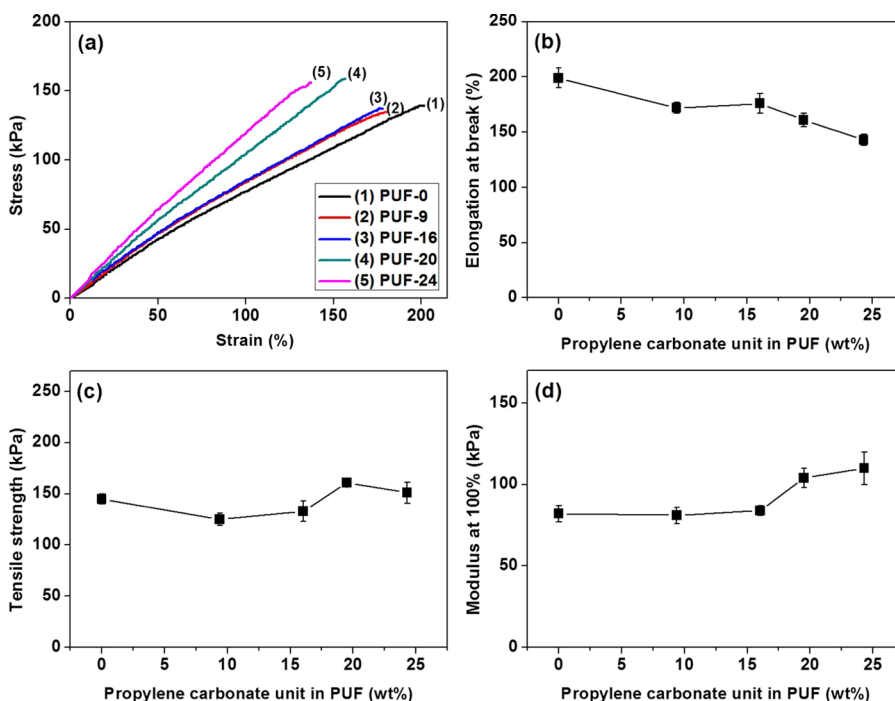 (a)
200
150
100
50
0
Stress (kPa)
(5)
(4)
(3)
(2)
(1)
(1) PUF-0
(2) PUF-9
(3) PUF-16
(4) PUF-20
(5) PUF-24
0 50 100 150 200
Strain (%)
(b)
250
200
150
100
50
0
Elongation at break (%)
0 5 10 15 20 25
Propylene carbonate unit in PUF (wt%)
(c)
250
200
150
100
50
0
Tensile strength (kPa)
0 5 10 15 20 25
Propylene carbonate unit in PUF (wt%)
(d)
150
100
50
0
Modulus at 100% (kPa)
0 5 10 15 20 25
Propylene carbonate unit in PUF (wt%)